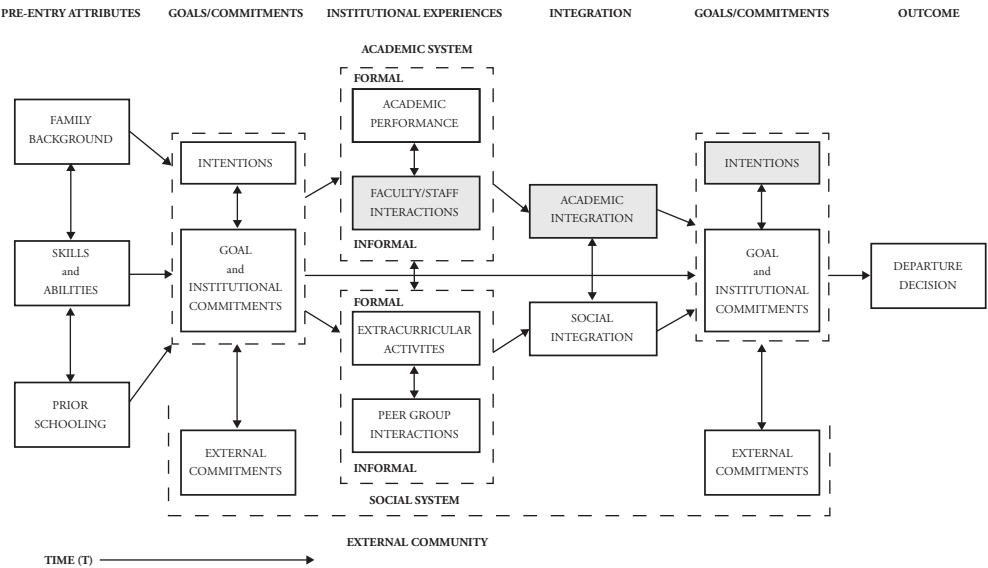 PRE-ENTRY ATTRIBUTES
GOALS/COMMITMENTS
INSTITUTIONAL EXPERIENCES
INTEGRATION
GOALS/COMMITMENTS
OUTCOME
FAMILY
BACKGROUND
SKILLS
and
ABILITIES
PRIOR
SCHOOLING
INTENTIONS
GOAL
and
INSTITUTIONAL
COMMITMENTS
EXTERNAL
COMMITMENTS
ACADEMIC SYSTEM
FORMAL
ACADEMIC
PERFORMANCE
FACULTY/STAFF
INTERACTIONS
INFORMAL
FORMAL
EXTRACURRICULAR
ACTIVITES
PEER GROUP
INTERACTIONS
INFORMAL
SOCIAL SYSTEM
ACADEMIC
INTEGRATION
SOCIAL
INTEGRATION
INTENTIONS
GOAL
and
INSTITUTIONAL
COMMITMENTS
EXTERNAL
COMMITMENTS
DEPARTURE
DECISION
EXTERNAL COMMUNITY
TIME (T)